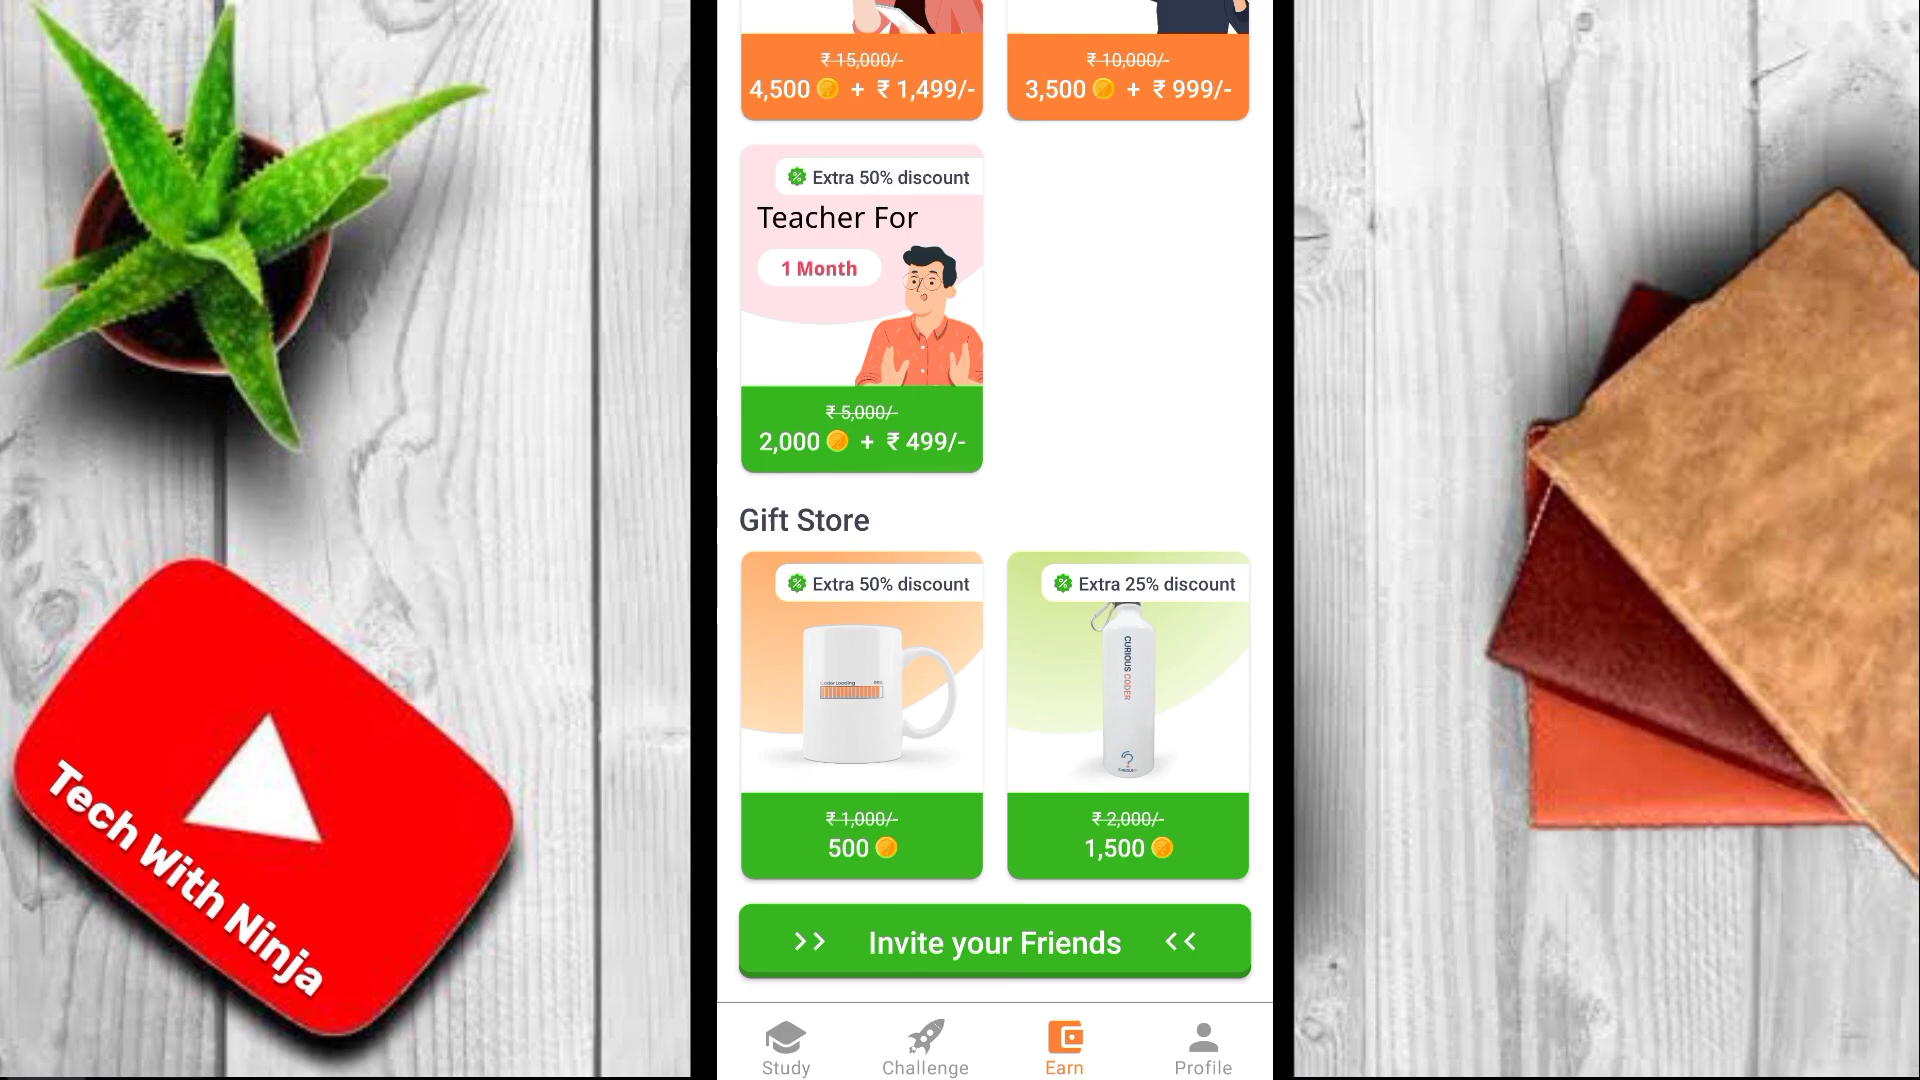 ₹ 15,000/-
4,500 + ₹ 1,499/-
₹ 10,000/-
3,500 + ₹ 999/-
Extra 50% discount
Teacher For
1 Month
₹ 5,000/-
2,000 + ₹ 499/-
Gift Store
Extra 50% discount
Coder Loading
₹ 1,000/-
500
Extra 25% discount
CURIOUS CODER
₹ 2,000/-
1,500
>> Invite your Friends <<
Study
Challenge
Earn
Profile
Tech With Ninja